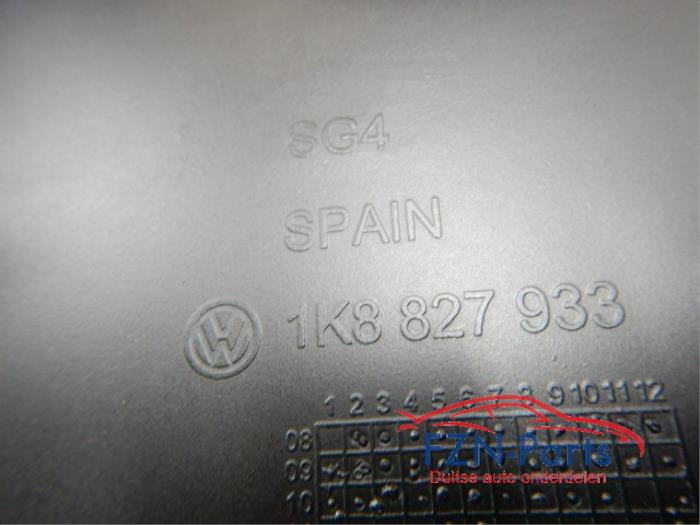 SG4
SPAIN
1K8 827 933
1 2 3 4 5 6 7 8 9 10 11 12
08
09
10
FZN-Parts
Duitse auto onderdelen